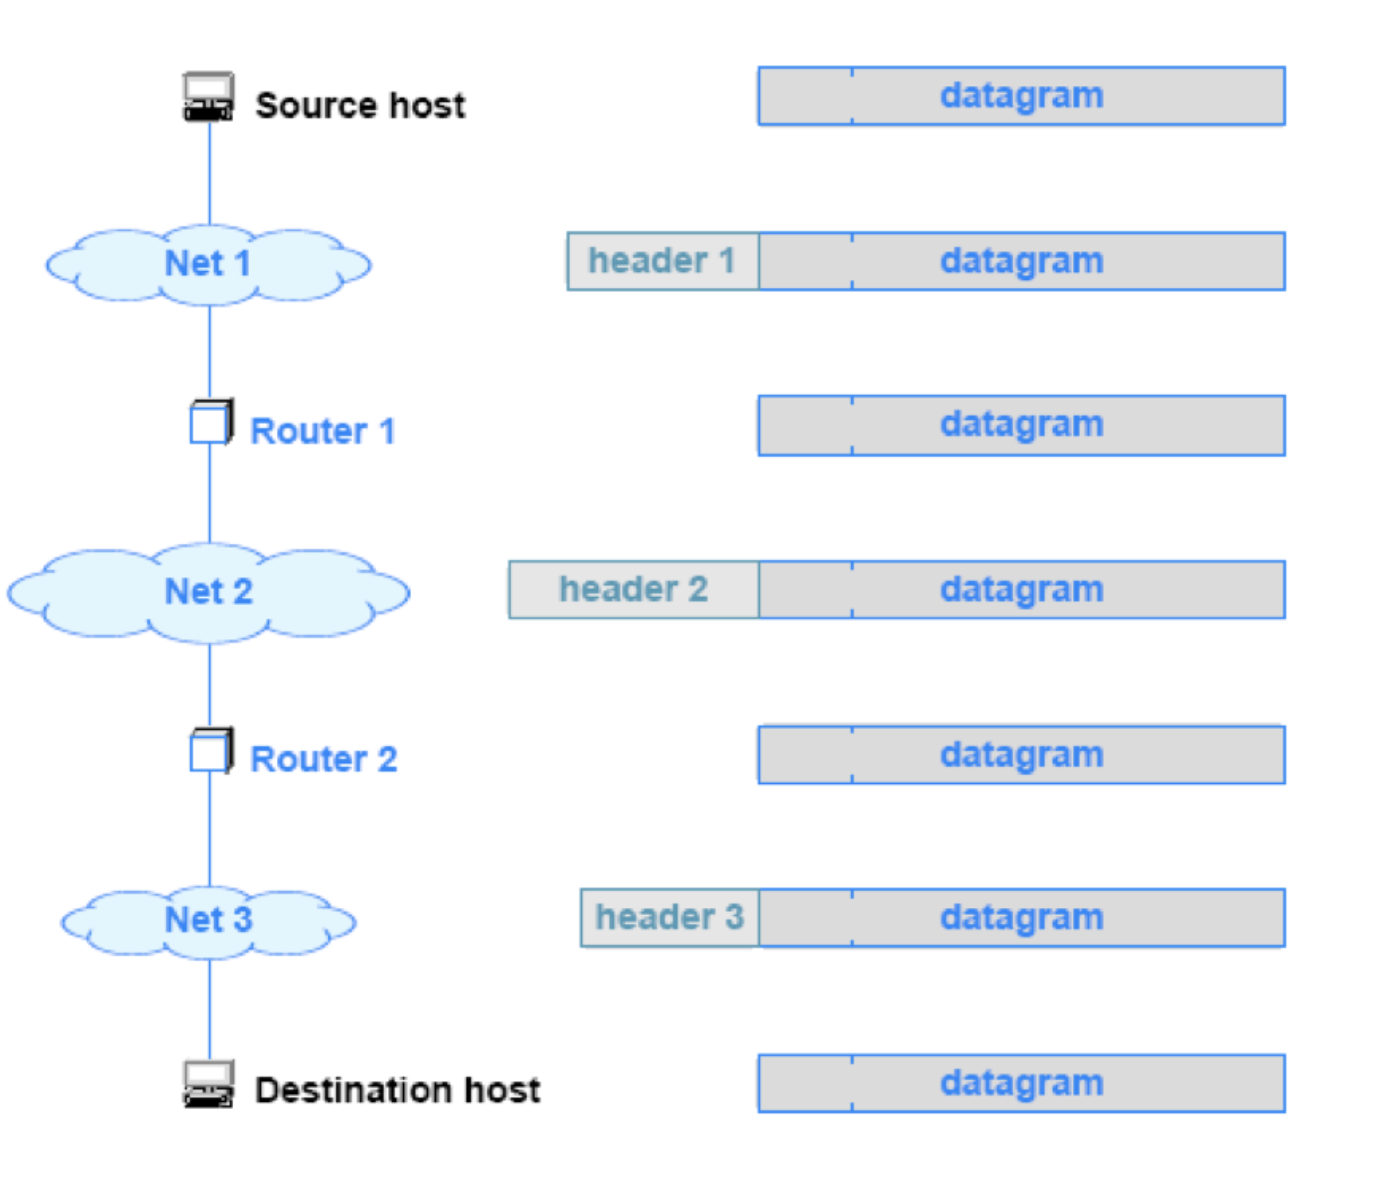 Source host
datagram
Net 1
header 1
datagram
Router 1
datagram
Net 2
header 2
datagram
Router 2
datagram
Net 3
header 3
datagram
Destination host
datagram